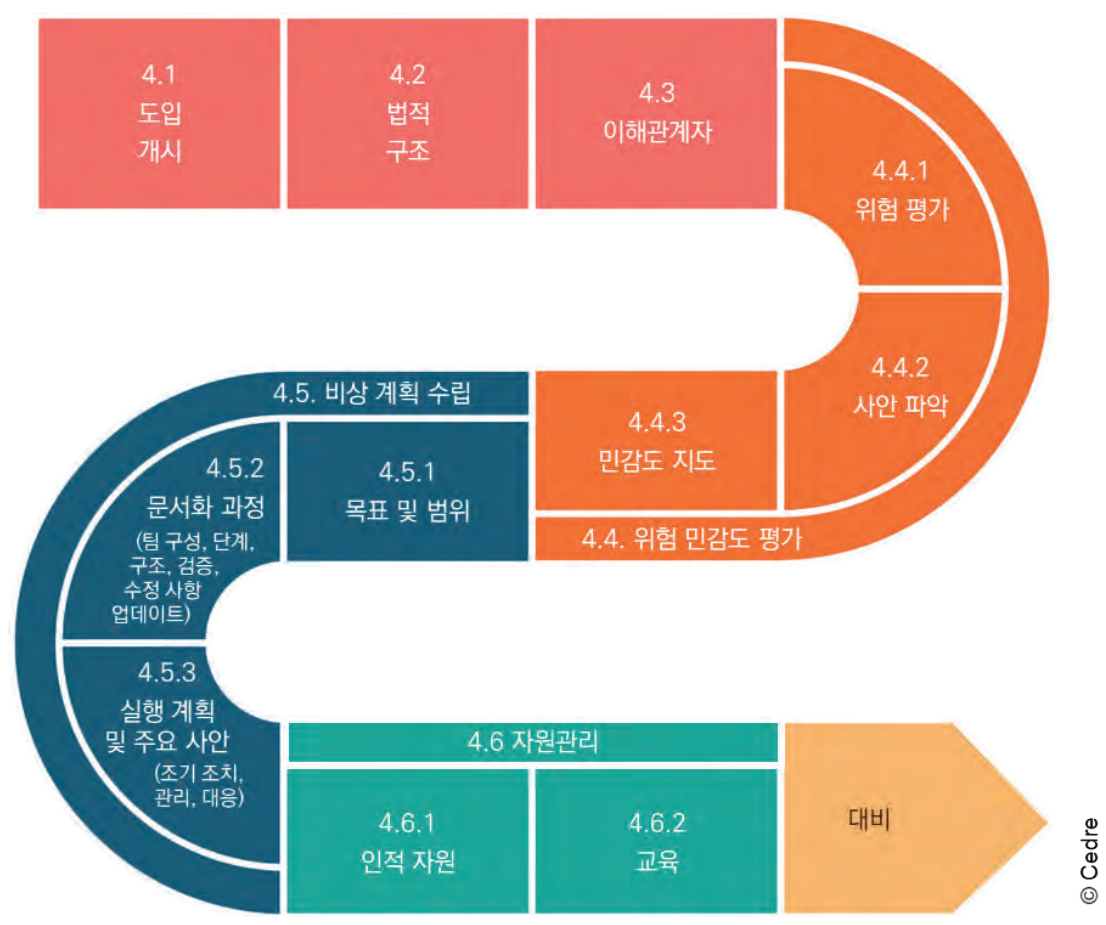 4.1
도입
개시
4.2
법적
구조
4.3
이해관계자
4.4.1
위험 평가
4.4.2
사안 파악
4.4.3
민감도 지도
4.4. 위험 민감도 평가
4.5. 비상 계획 수립
4.5.1
목표 및 범위
4.5.2
문서화 과정
(팀 구성, 단계,
구조, 검증,
수정 사항
업데이트)
4.5.3
실행 계획
및 주요 사안
(조기 조치,
관리, 대응)
4.6 자원관리
4.6.1
인적 자원
4.6.2
교육
대비
© Cedre